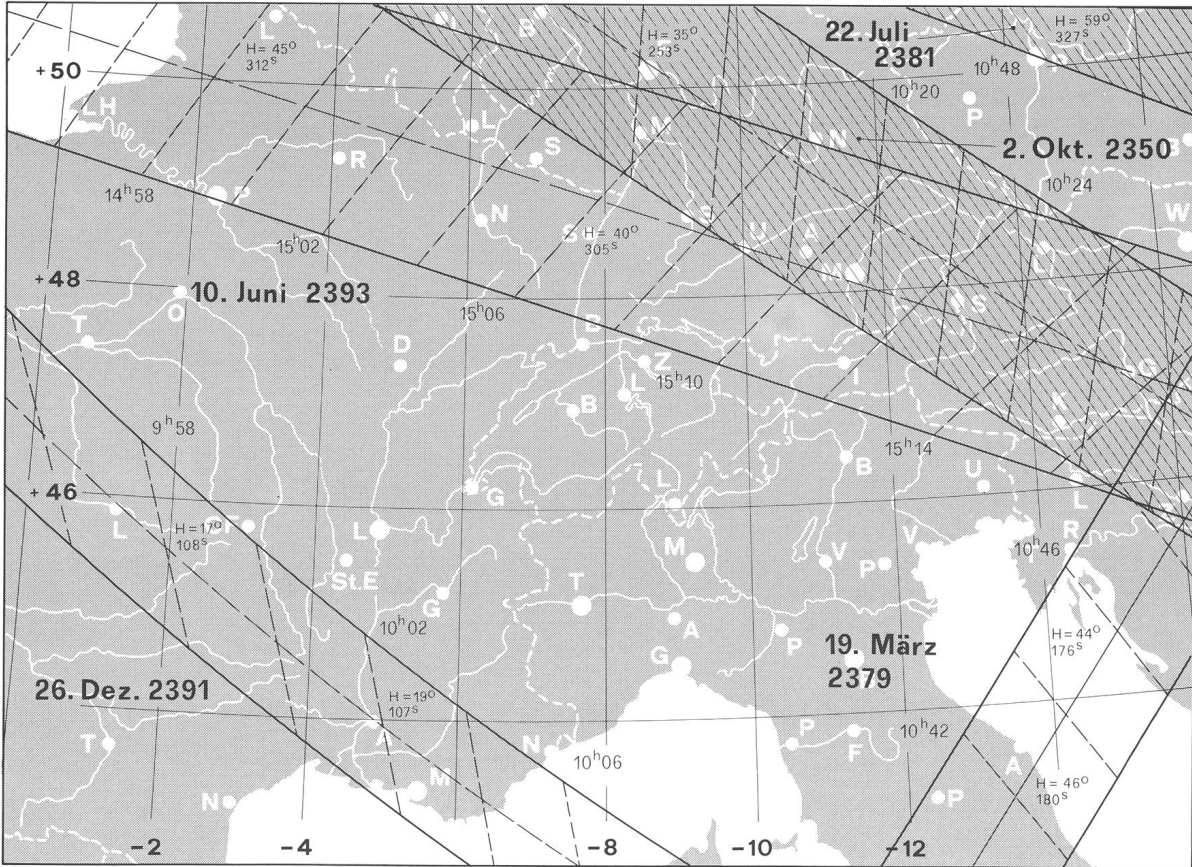 L
N
B
H = 45°
312ˢ
H = 35°
253ˢ
22. Juli
2381
H = 59°
327ˢ
P
+50
10ʰ48
10ʰ20
LH
L
M
N
P
B
R
S
2. Okt. 2350
14ʰ58
P
10ʰ24
N
S
U
A
W
15ʰ02
H = 40°
305ˢ
M
L
+48
10. Juni 2393
O
15ʰ06
S
T
D
B
Z
I
G
15ʰ10
L
B
K
9ʰ58
15ʰ14
B
U
+46
G
L
L
L
H = 17°
108ˢ
L
M
V
P
V
10ʰ46
R
St.E
T
G
10ʰ02
A
P
G
19. März
2379
H = 44°
176ˢ
26. Dez. 2391
H = 19°
107ˢ
T
A
N
P
F
10ʰ42
A
10ʰ06
N
M
P
H = 46°
180ˢ
-2
-4
-8
-10
-12